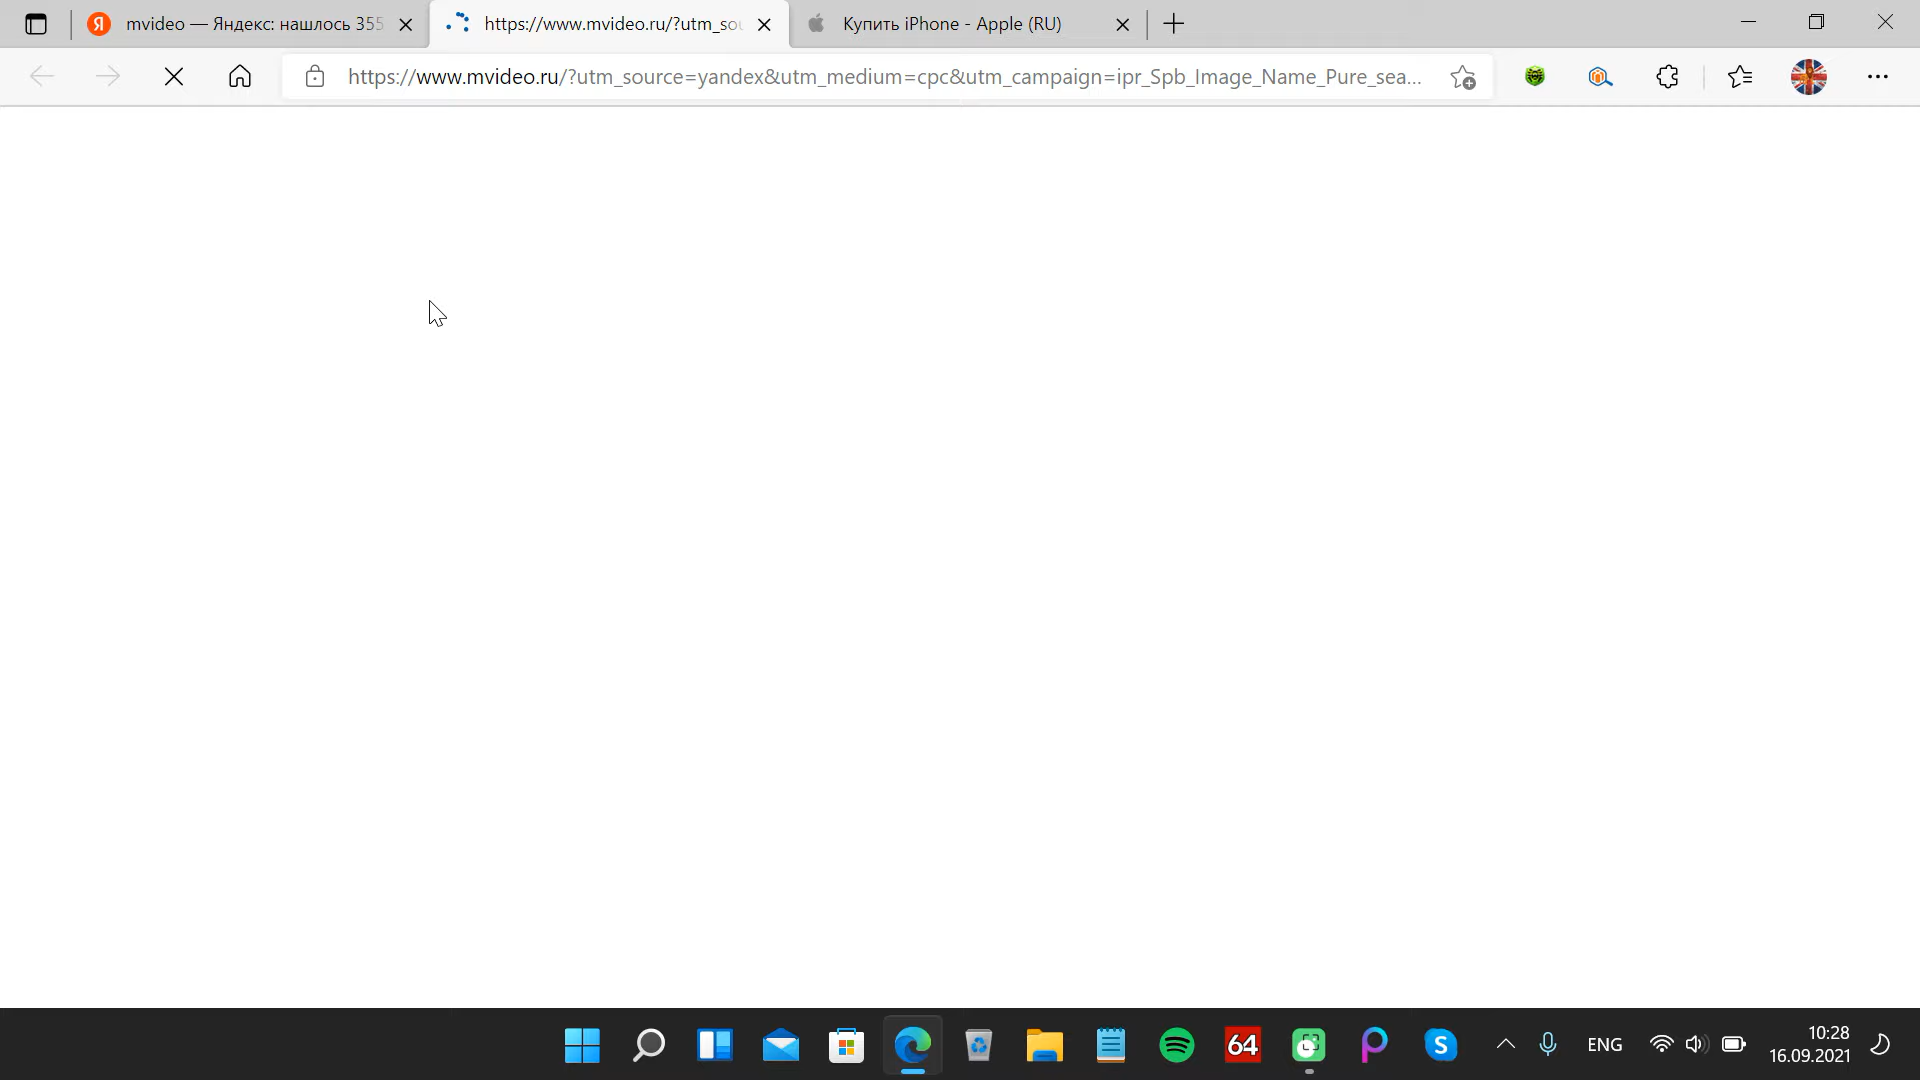 Я mvideo — Яндекс: нашлось 355
https://www.mvideo.ru/?utm_sou
Купить iPhone - Apple (RU)
https://www.mvideo.ru/?utm_source=yandex&utm_medium=cpc&utm_campaign=ipr_Spb_Image_Name_Pure_sea...
64
S
ENG
10:28
16.09.2021